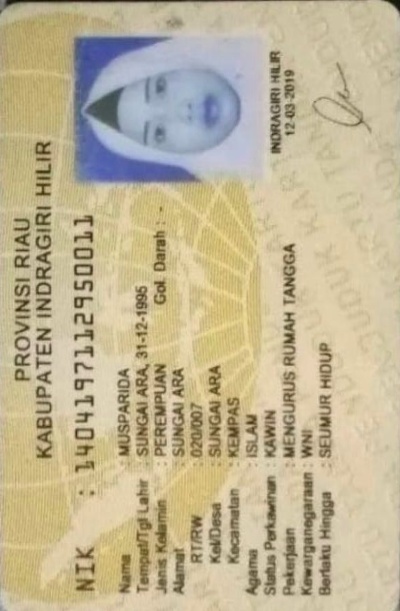 PROVINSI RIAU
KABUPATEN INDRAGIRI HILIR
NIK : 1404197112950011
Nama : MUSPARIDA
Tempat/Tgl Lahir : SUNGAI ARA, 31-12-1995
Jenis Kelamin : PEREMPUAN Gol. Darah : -
Alamat : SUNGAI ARA
RT/RW : 020/007
Kel/Desa : SUNGAI ARA
Kecamatan : KEMPAS
Agama : ISLAM
Status Perkawinan : KAWIN
Pekerjaan : MENGURUS RUMAH TANGGA
Kewarganegaraan : WNI
Berlaku Hingga : SEUMUR HIDUP
INDRAGIRI HILIR
12-03-2019